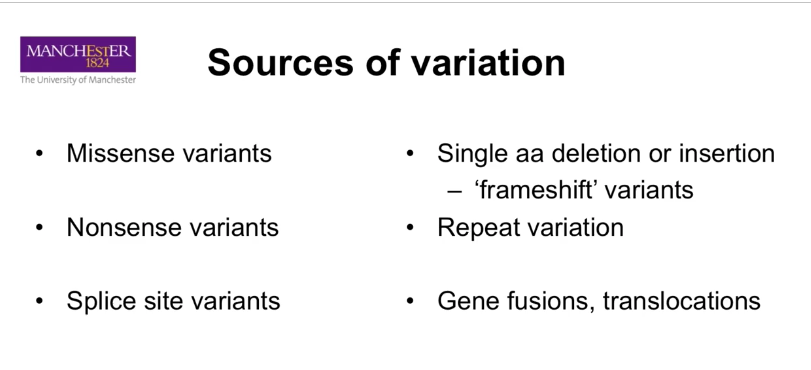 MANCHESTER
1824
The University of Manchester
Sources of variation
• Missense variants
• Nonsense variants
• Splice site variants
• Single aa deletion or insertion
– ‘frameshift’ variants
• Repeat variation
• Gene fusions, translocations